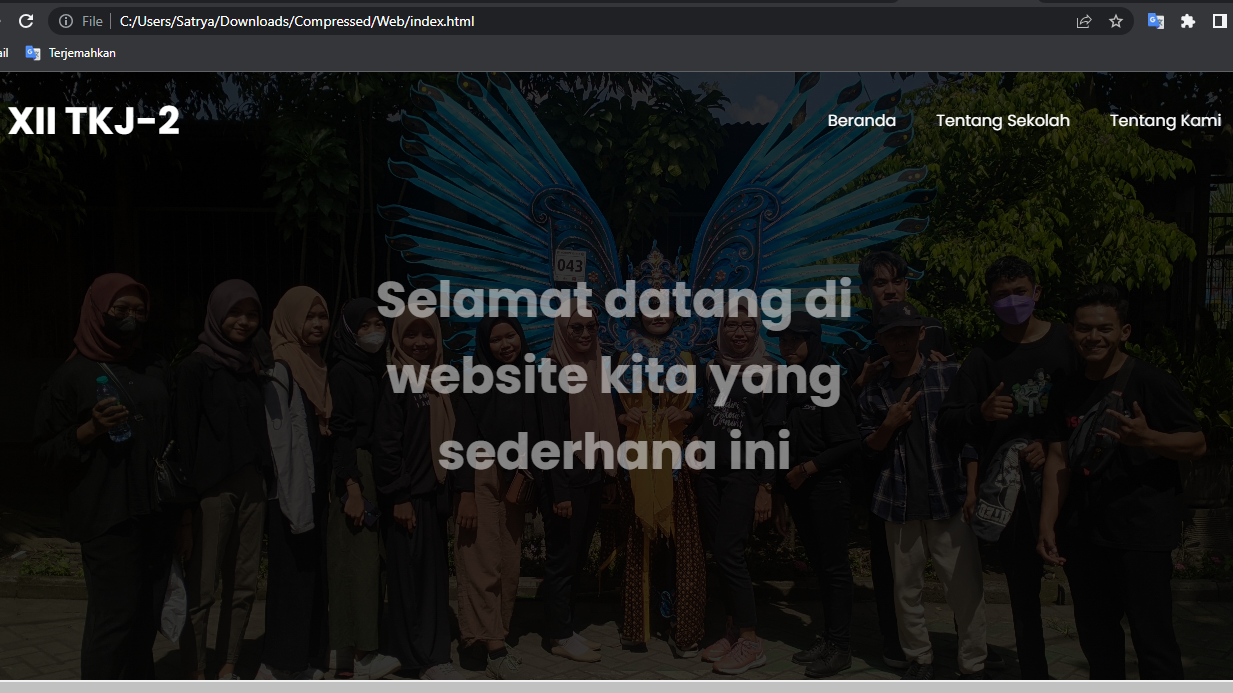 File C:/Users/Satrya/Downloads/Compressed/Web/index.html
ail Terjemahkan
XII TKJ-2
Beranda Tentang Sekolah Tentang Kami
043
Selamat datang di
website kita yang
sederhana ini